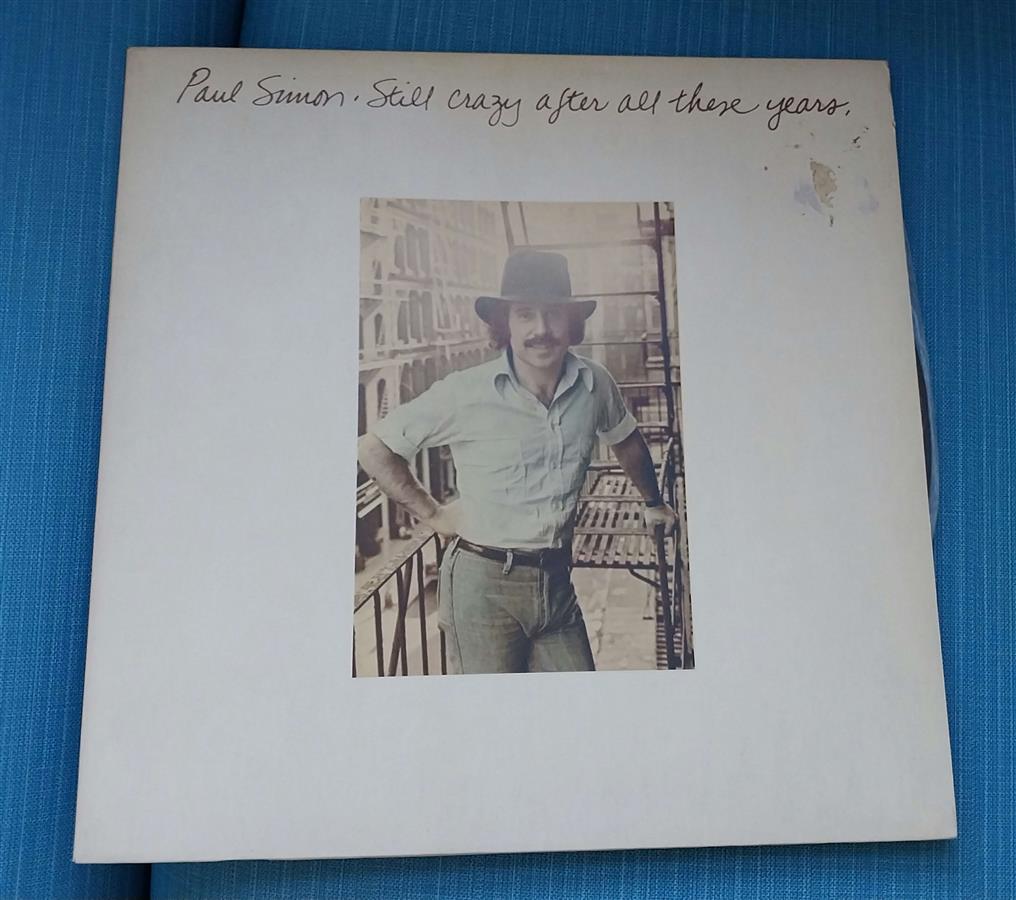 Paul Simon. Still crazy after all these years.